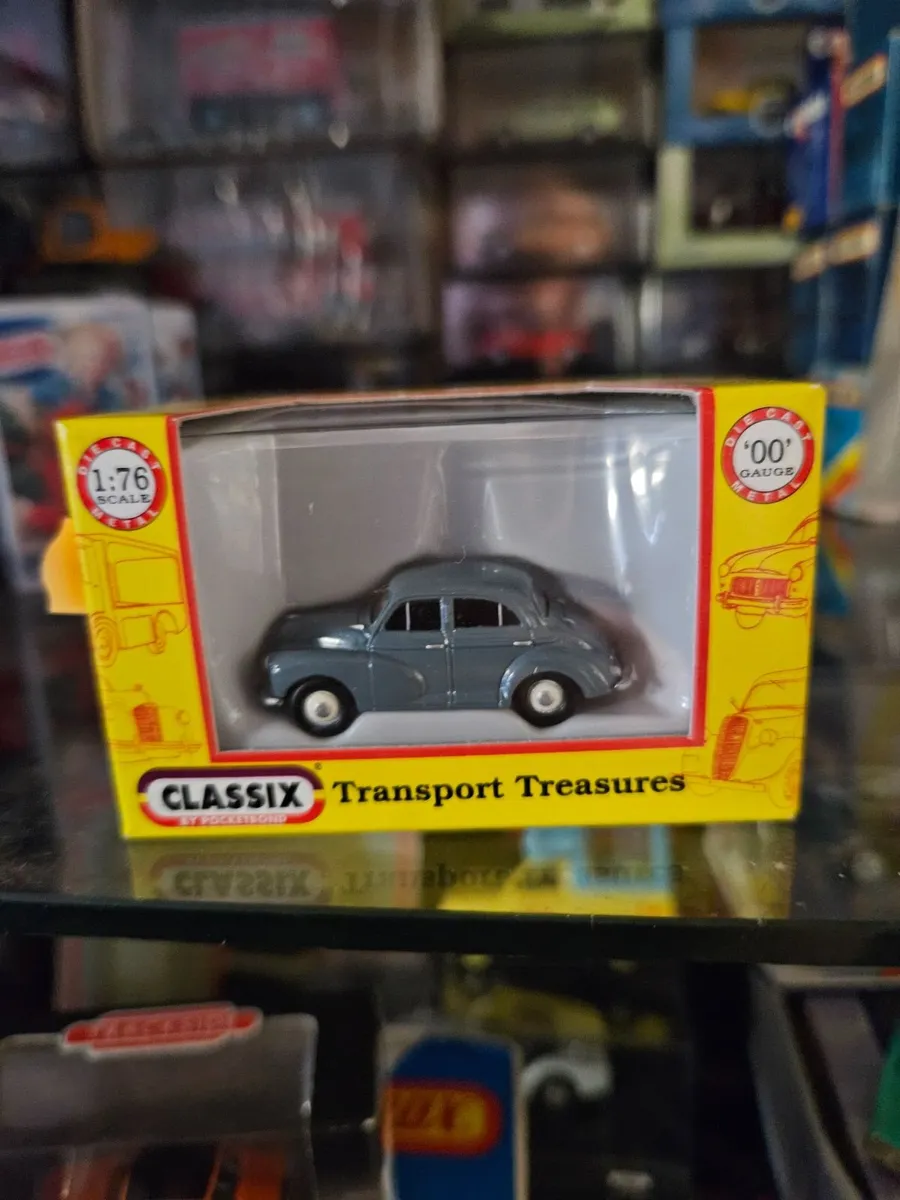 DIE CAST
1:76
SCALE
METAL
DIE CAST
'00'
GAUGE
METAL
CLASSIX
BY POCKETBOND
Transport Treasures